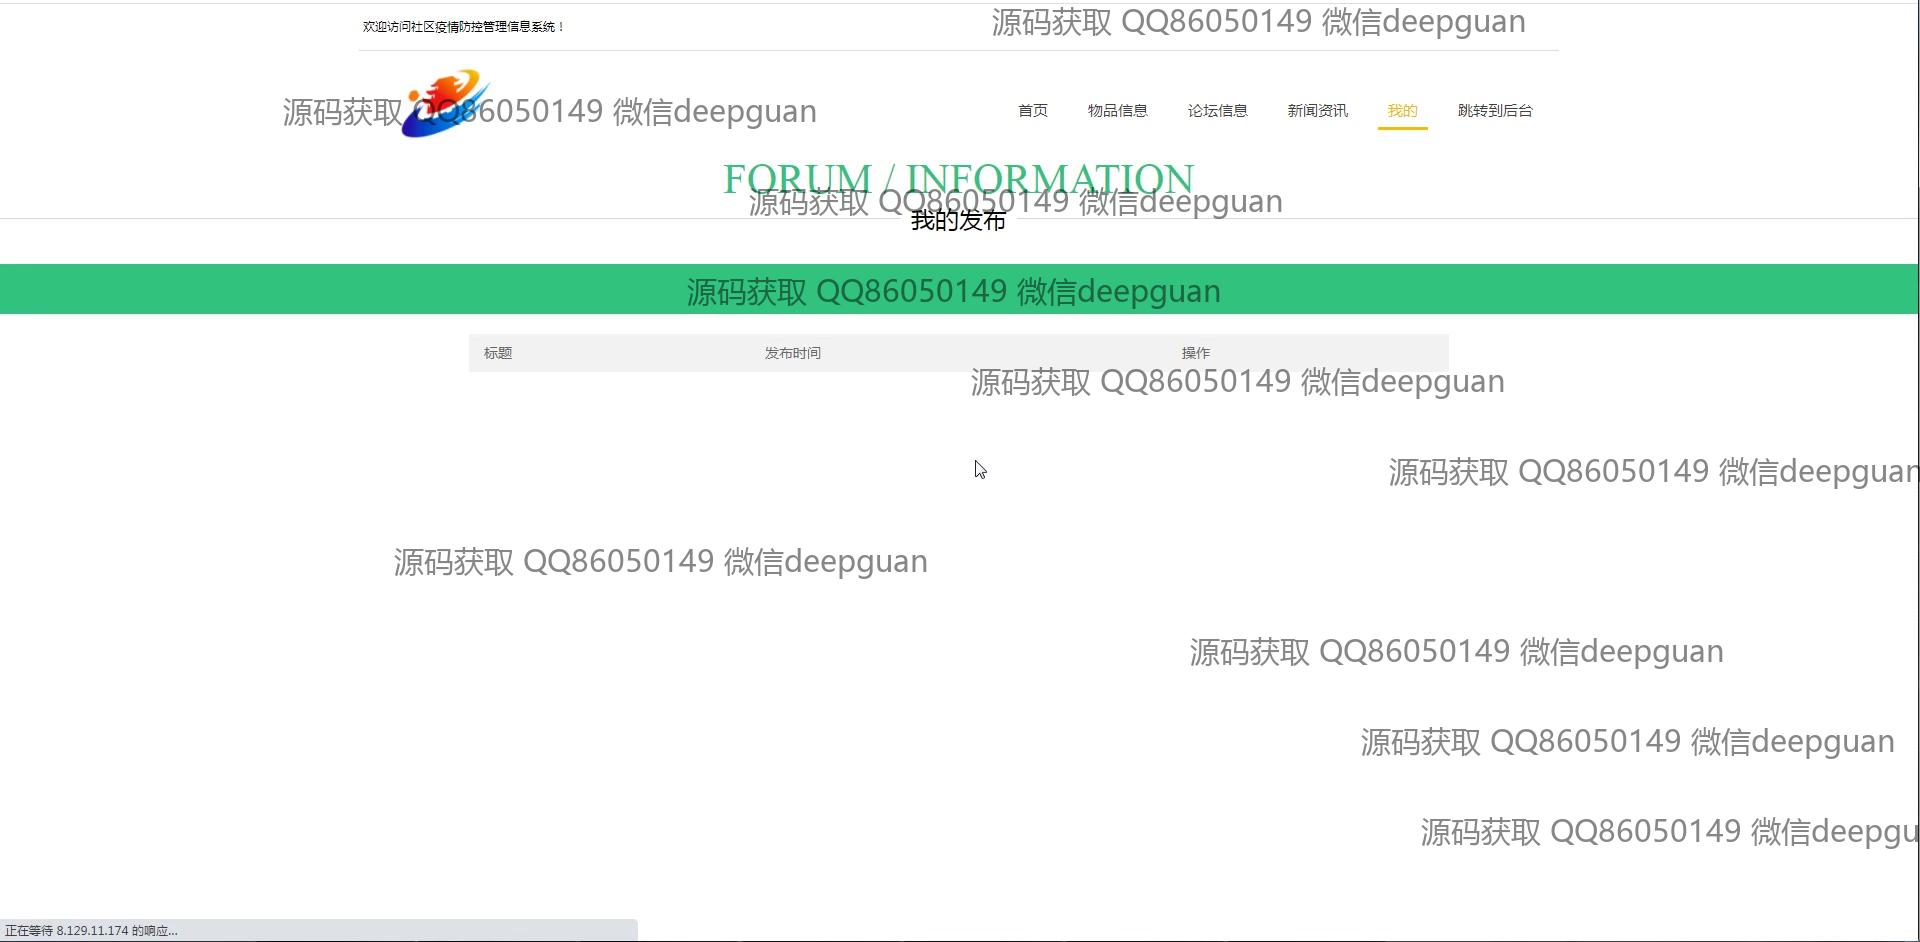 欢迎访问社区疫情防控管理信息系统！
源码获取 QQ86050149 微信deepguan
源码获取 QQ86050149 微信deepguan
首页 物品信息 论坛信息 新闻资讯 我的 跳转到后台
FORUM / INFORMATION
源码获取 QQ86050149 微信deepguan
我的发布
源码获取 QQ86050149 微信deepguan
标题 发布时间 操作
源码获取 QQ86050149 微信deepguan
源码获取 QQ86050149 微信deepguan
源码获取 QQ86050149 微信deepguan
源码获取 QQ86050149 微信deepguan
源码获取 QQ86050149 微信deepguan
源码获取 QQ86050149 微信deepgu
正在等待 8.129.11.174 的响应...